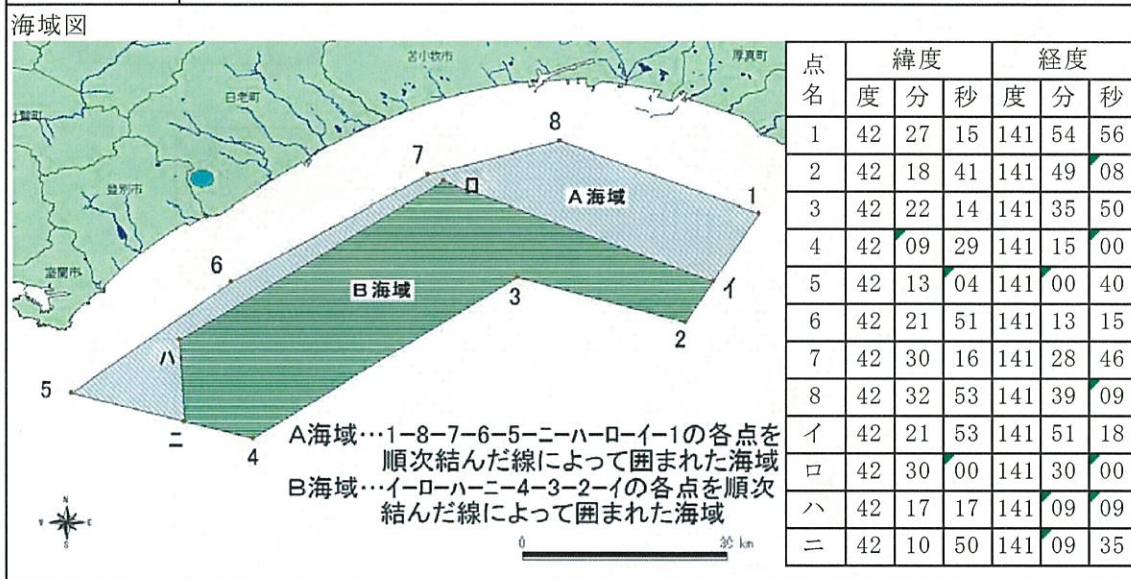 海域図
苫小牧市
厚真町
白老町
登別市
室蘭市
8
7
ロ
A海域
1
6
B海域
3
イ
ハ
2
5
ニ
4
A海域…1-8-7-6-5-ニ-ハ-ロ-イ-1の各点を
順次結んだ線によって囲まれた海域
B海域…イ-ロ-ハ-ニ-4-3-2-イの各点を順次
結んだ線によって囲まれた海域
N
E
S
0 30 km
点名 緯度 経度
度 分 秒 度 分 秒
1 42 27 15 141 54 56
2 42 18 41 141 49 08
3 42 22 14 141 35 50
4 42 09 29 141 15 00
5 42 13 04 141 00 40
6 42 21 51 141 13 15
7 42 30 16 141 28 46
8 42 32 53 141 39 09
イ 42 21 53 141 51 18
ロ 42 30 00 141 30 00
ハ 42 17 17 141 09 09
ニ 42 10 50 141 09 35